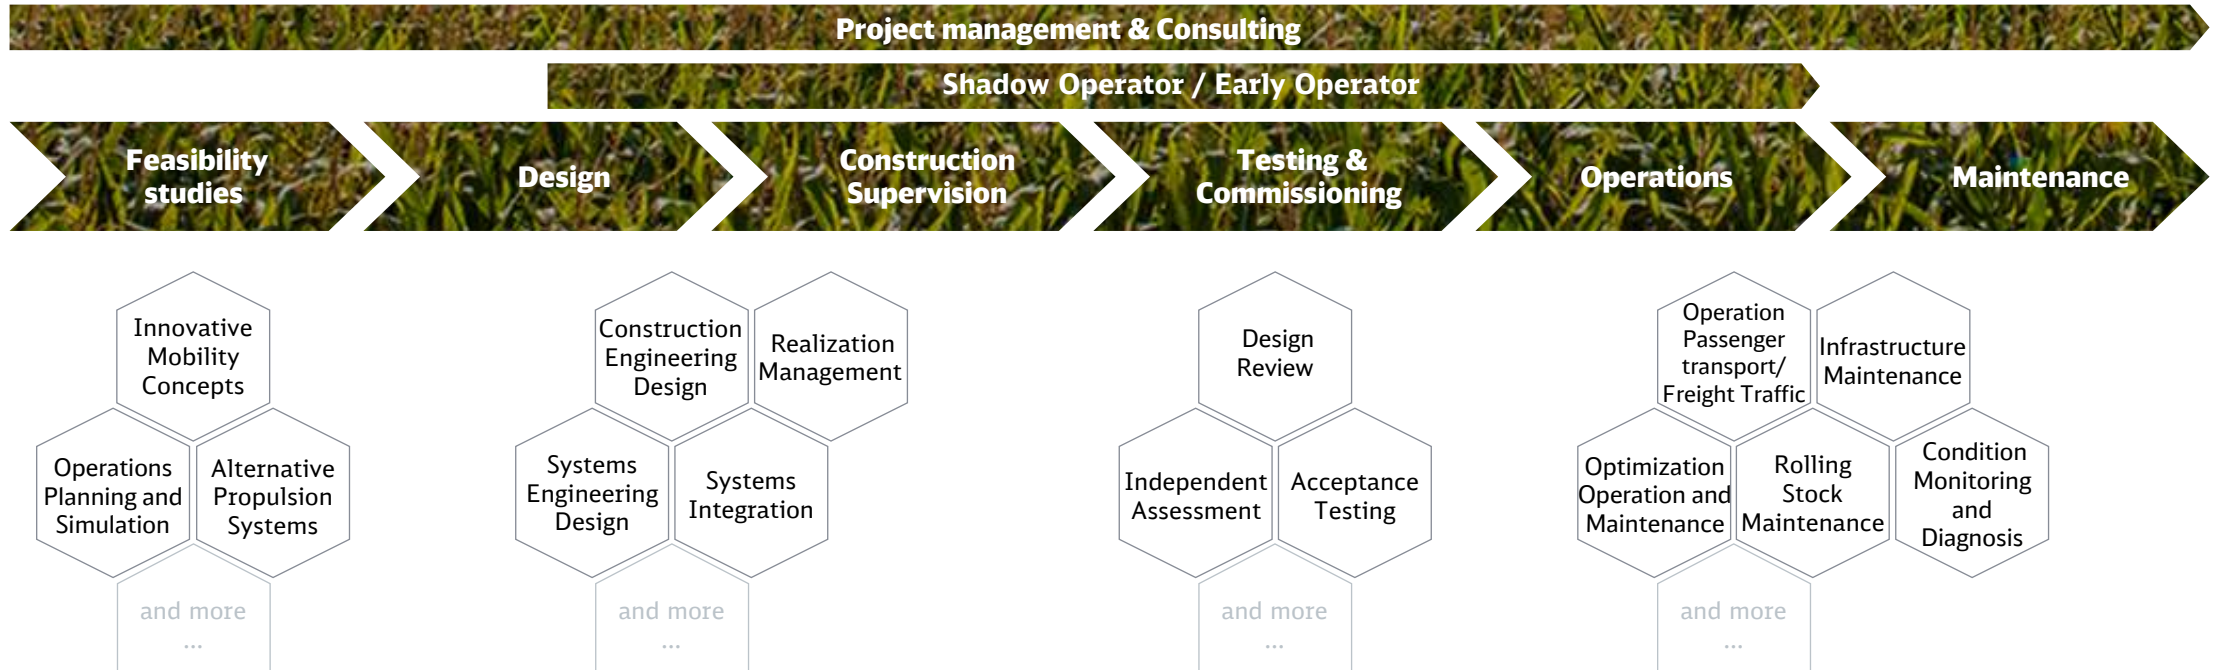 Project management & Consulting
Shadow Operator / Early Operator
Feasibility
studies
Design
Construction
Supervision
Testing &
Commissioning
Operations
Maintenance
Innovative
Mobility
Concepts
Operations
Planning and
Simulation
Alternative
Propulsion
Systems
and more
...
Construction
Engineering
Design
Realization
Management
Systems
Engineering
Design
Systems
Integration
and more
...
Design
Review
Independent
Assessment
Acceptance
Testing
and more
...
Operation
Passenger
transport/
Freight Traffic
Infrastructure
Maintenance
Optimization
Operation and
Maintenance
Rolling
Stock
Maintenance
Condition
Monitoring
and
Diagnosis
and more
...